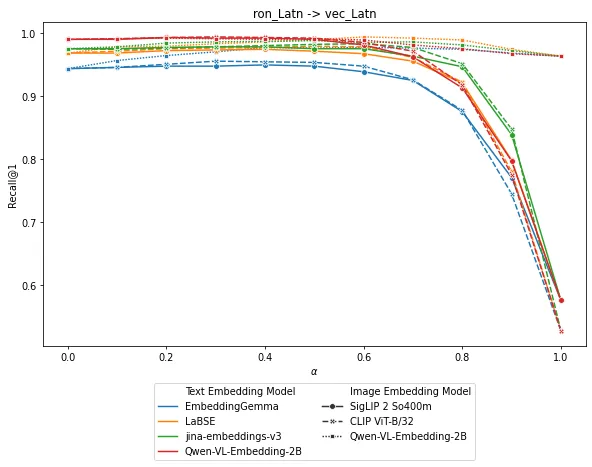 ron_Latn -> vec_Latn
Recall@1
1.0
0.9
0.8
0.7
0.6
0.0
0.2
0.4
0.6
0.8
1.0
α
Text Embedding Model
EmbeddingGemma
LaBSE
jina-embeddings-v3
Qwen-VL-Embedding-2B
Image Embedding Model
SigLIP 2 So400m
CLIP ViT-B/32
Qwen-VL-Embedding-2B